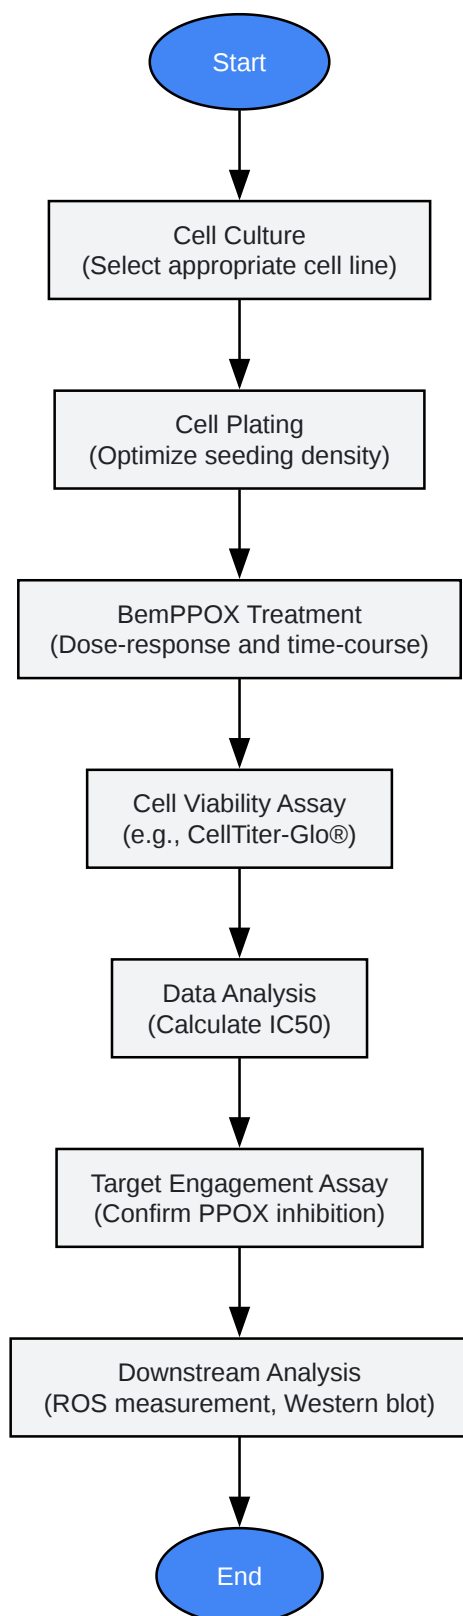 Start
Cell Culture
(Select appropriate cell line)
Cell Plating
(Optimize seeding density)
BemPPOX Treatment
(Dose-response and time-course)
Cell Viability Assay
(e.g., CellTiter-Glo®)
Data Analysis
(Calculate IC50)
Target Engagement Assay
(Confirm PPOX inhibition)
Downstream Analysis
(ROS measurement, Western blot)
End